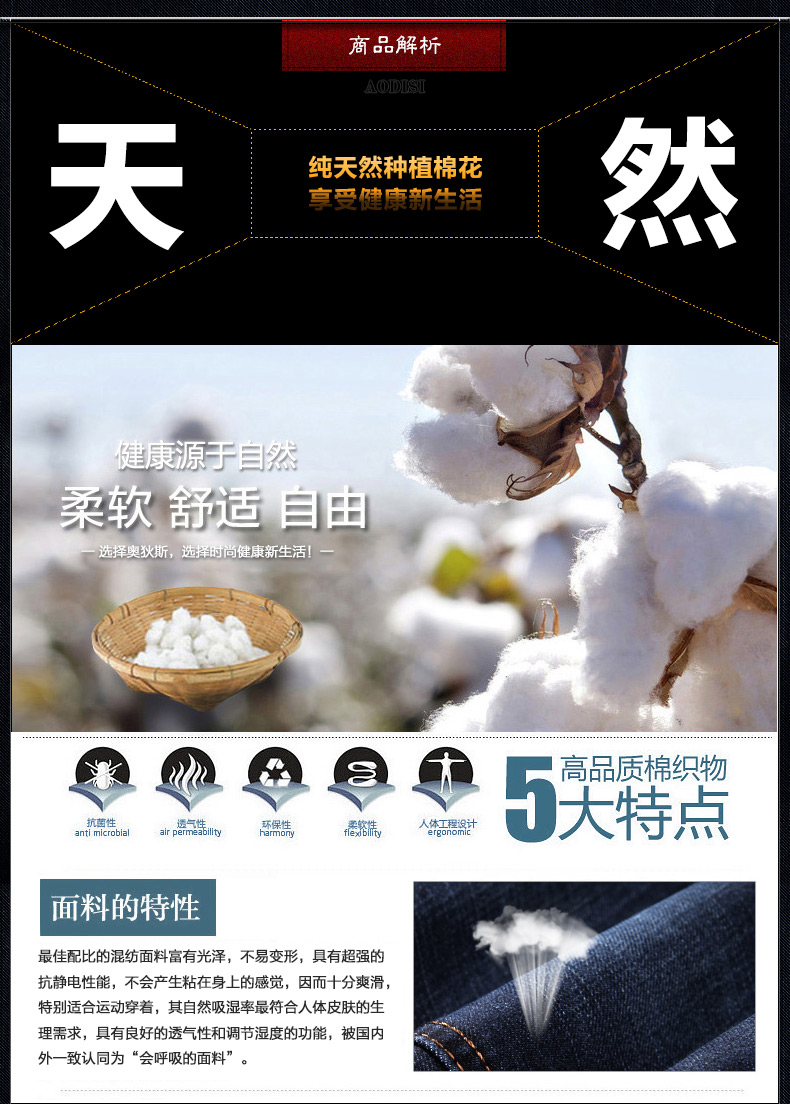 商品解析
AODISI
天 然
纯天然种植棉花
享受健康新生活
健康源于自然
柔软 舒适 自由
— 选择奥狄斯，选择时尚健康新生活！—
抗菌性
anti microbial
透气性
air permeability
环保性
harmony
柔软性
flexibility
人体工程设计
ergonomic
5
高品质棉织物
大特点
面料的特性
最佳配比的混纺面料富有光泽，不易变形，具有超强的
抗静电性能，不会产生粘在身上的感觉，因而十分爽滑，
特别适合运动穿着，其自然吸湿率最符合人体皮肤的生
理需求，具有良好的透气性和调节湿度的功能，被国内
外一致认同为“会呼吸的面料”。